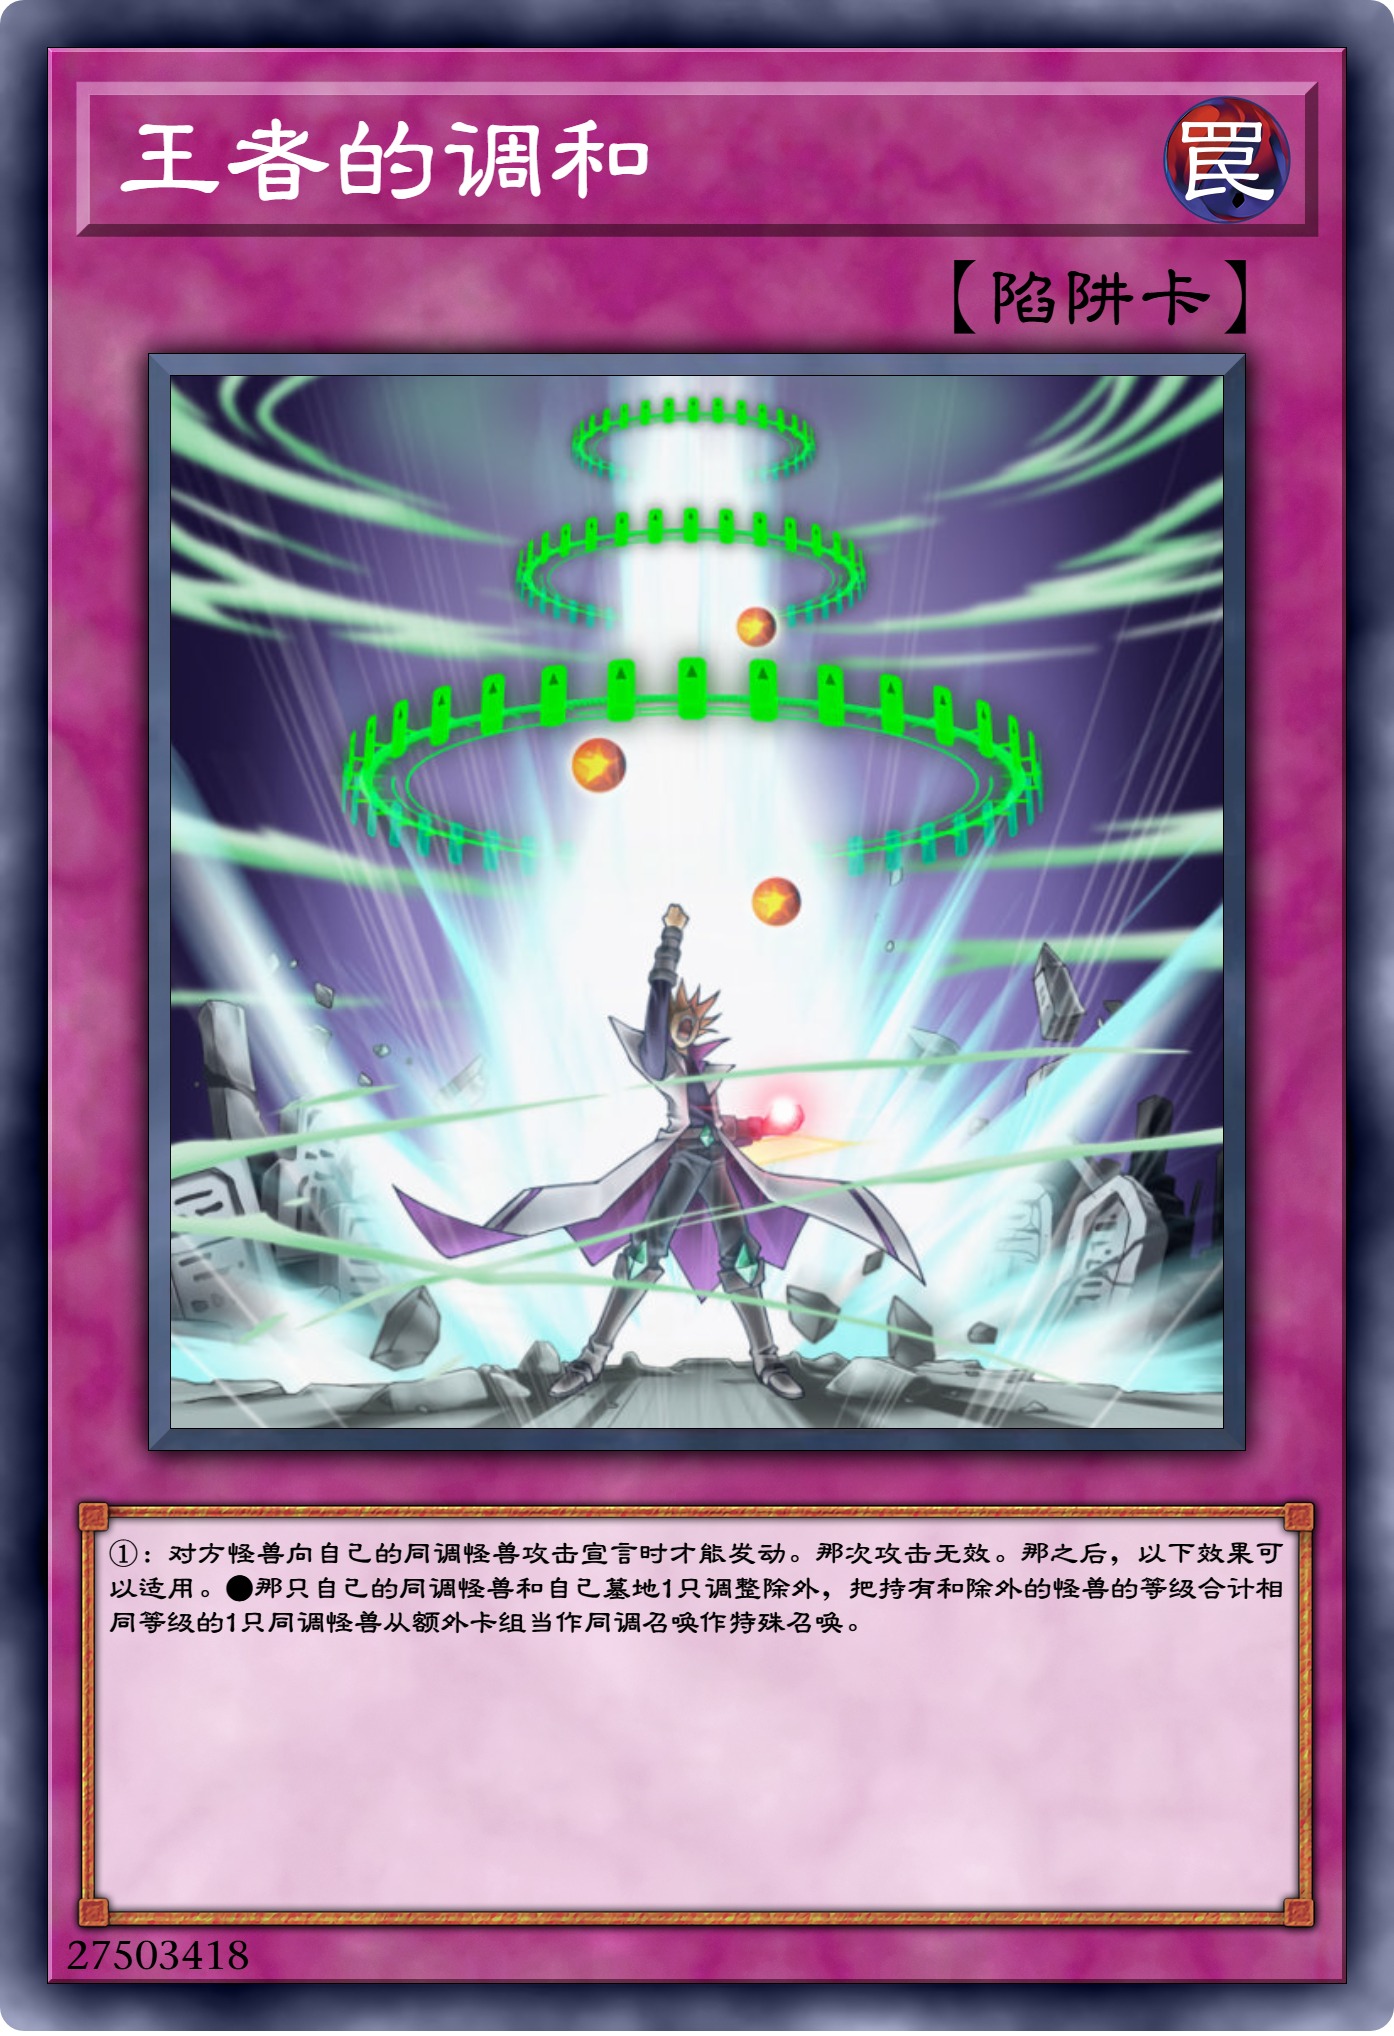 王者的调和
罠
【陷阱卡】
①：对方怪兽向自己的同调怪兽攻击宣言时才能发动。那次攻击无效。那之后，以下效果可
以适用。●那只自己的同调怪兽和自己墓地1只调整除外，把持有和除外的怪兽的等级合计相
同等级的1只同调怪兽从额外卡组当作同调召唤作特殊召唤。
27503418